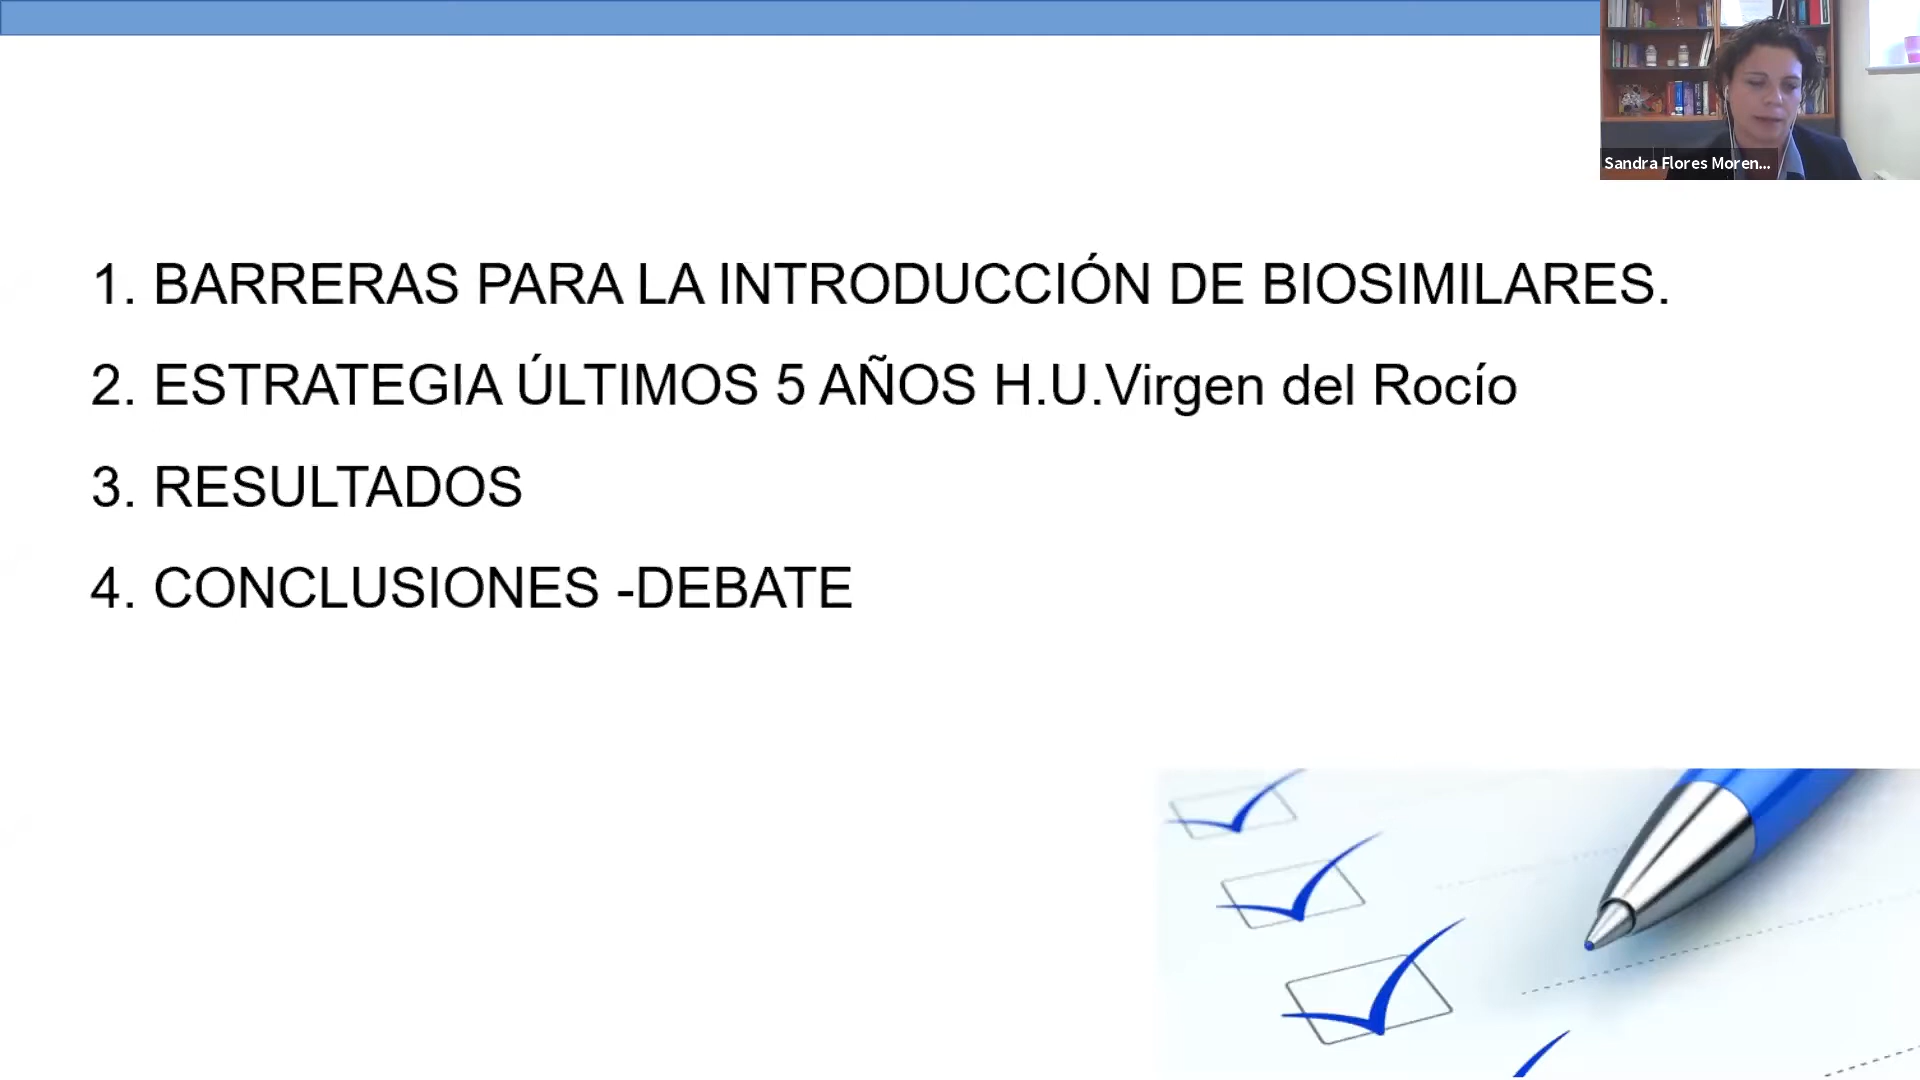 Sandra Flores Moren...
1. BARRERAS PARA LA INTRODUCCIÓN DE BIOSIMILARES.
2. ESTRATEGIA ÚLTIMOS 5 AÑOS H.U.Virgen del Rocío
3. RESULTADOS
4. CONCLUSIONES -DEBATE